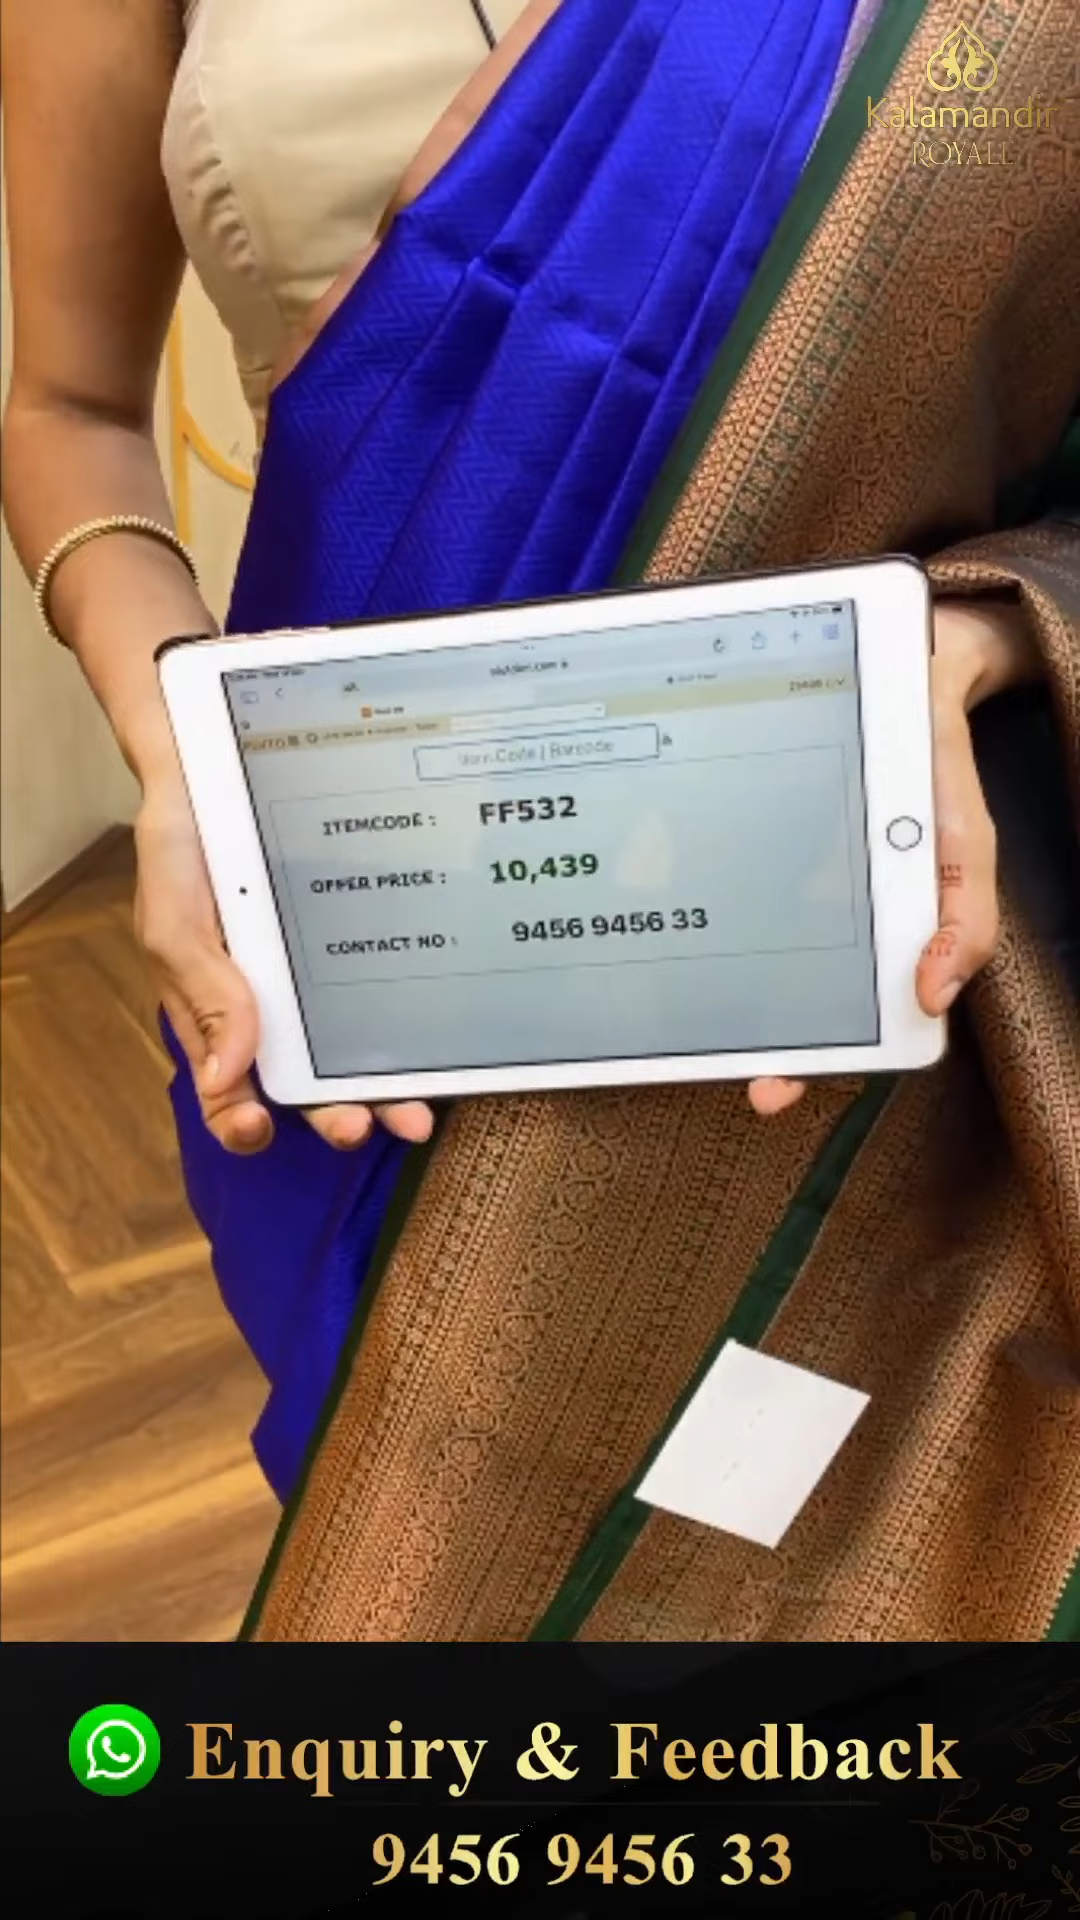 Kalamandir
ROYALL
Item Code | Barcode
ITEMCODE : FF532
OFFER PRICE : 10,439
CONTACT NO : 9456 9456 33
Enquiry & Feedback
9456 9456 33